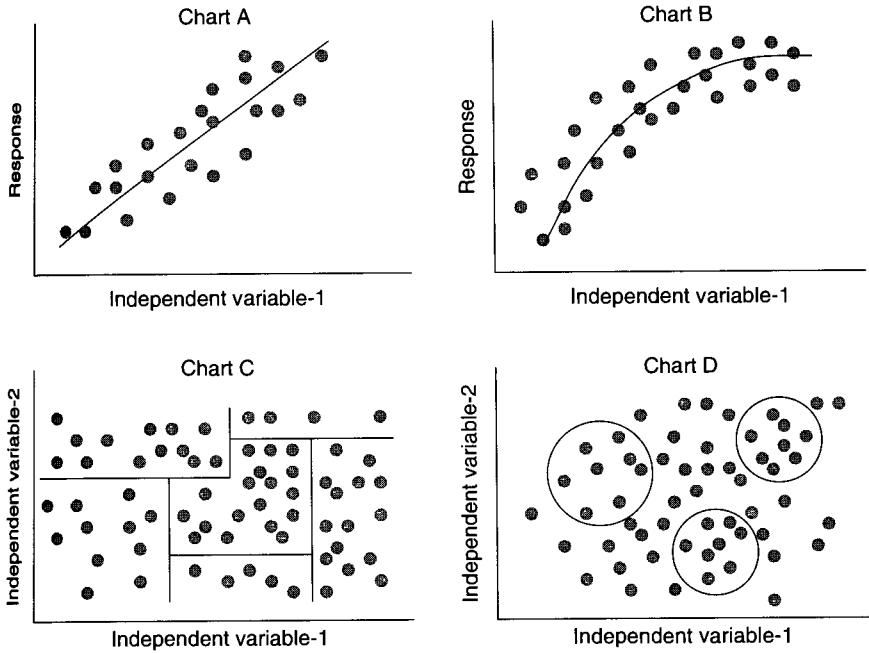 Chart A
Response
Independent variable-1
Chart B
Response
Independent variable-1
Chart C
Independent variable-2
Independent variable-1
Chart D
Independent variable-2
Independent variable-1